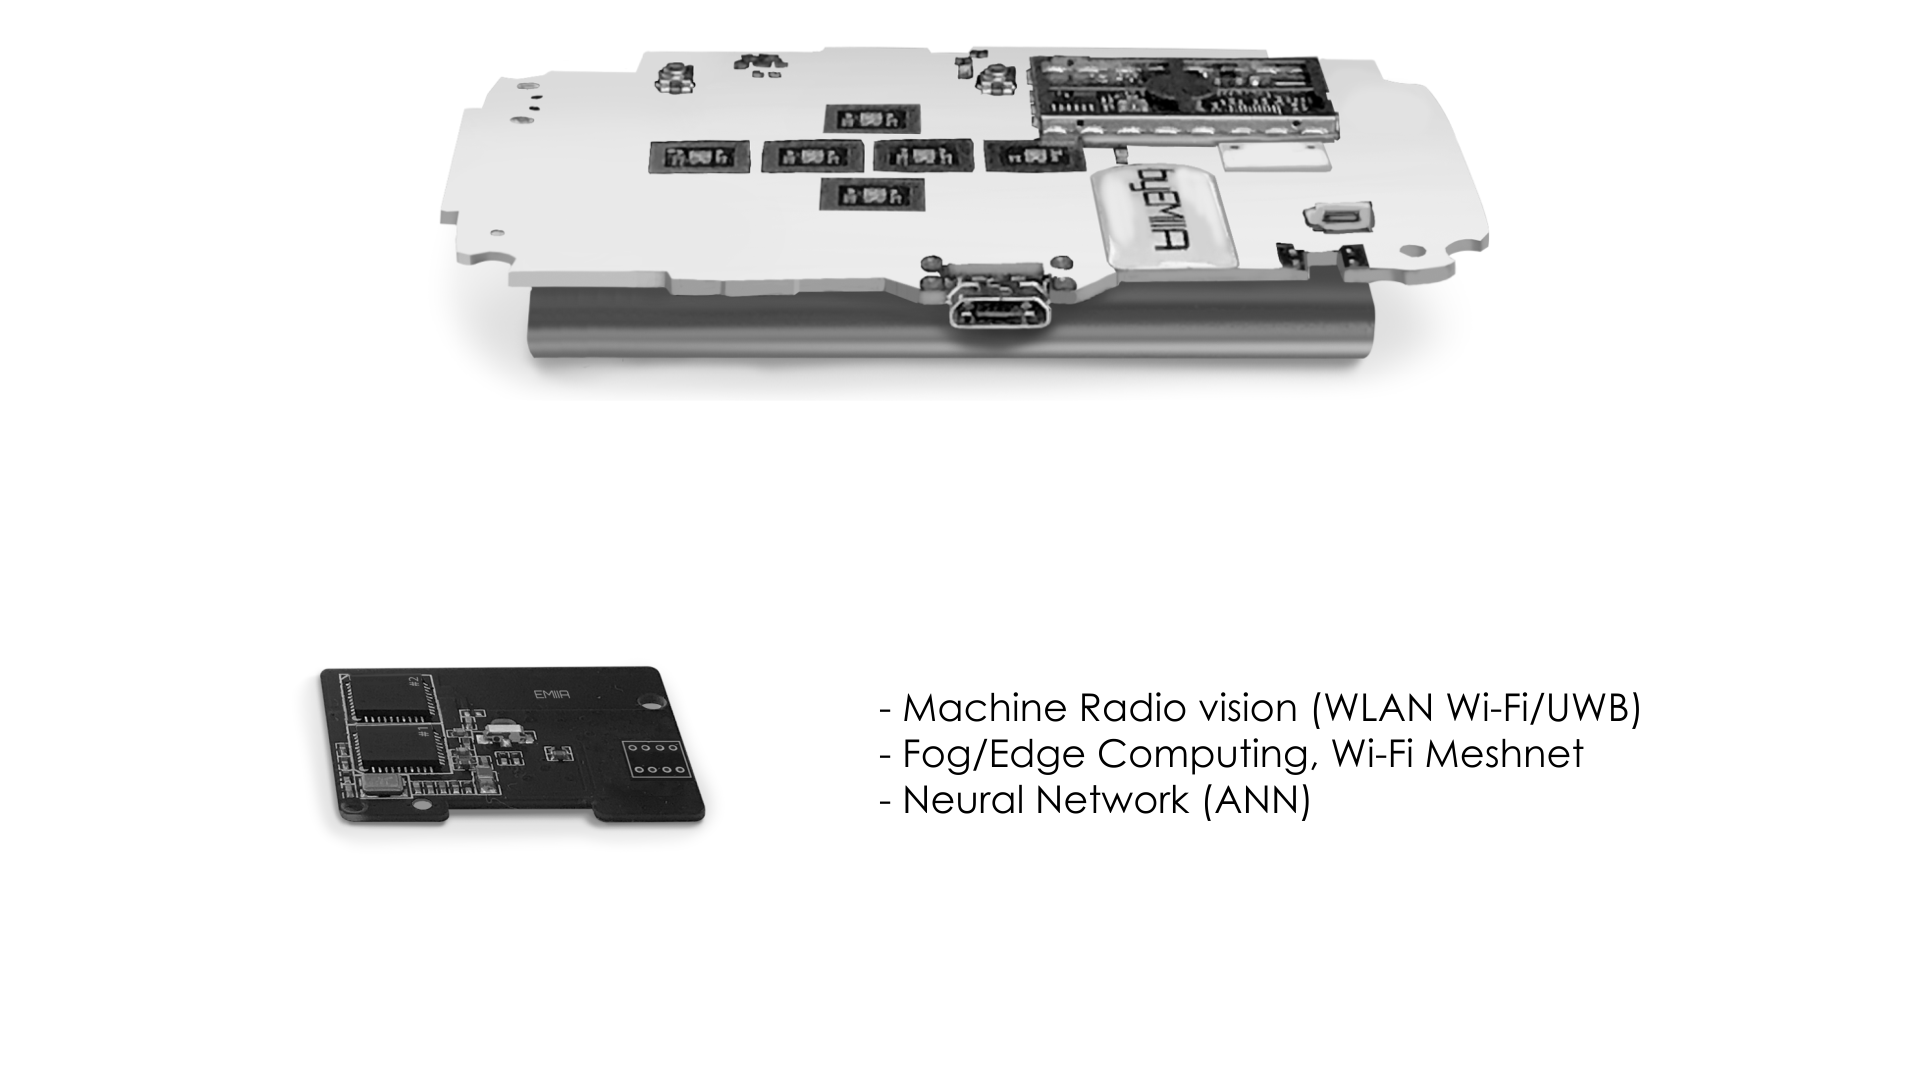 byEMIIA
EMIIA
#2
#1
- Machine Radio vision (WLAN Wi-Fi/UWB)
- Fog/Edge Computing, Wi-Fi Meshnet
- Neural Network (ANN)